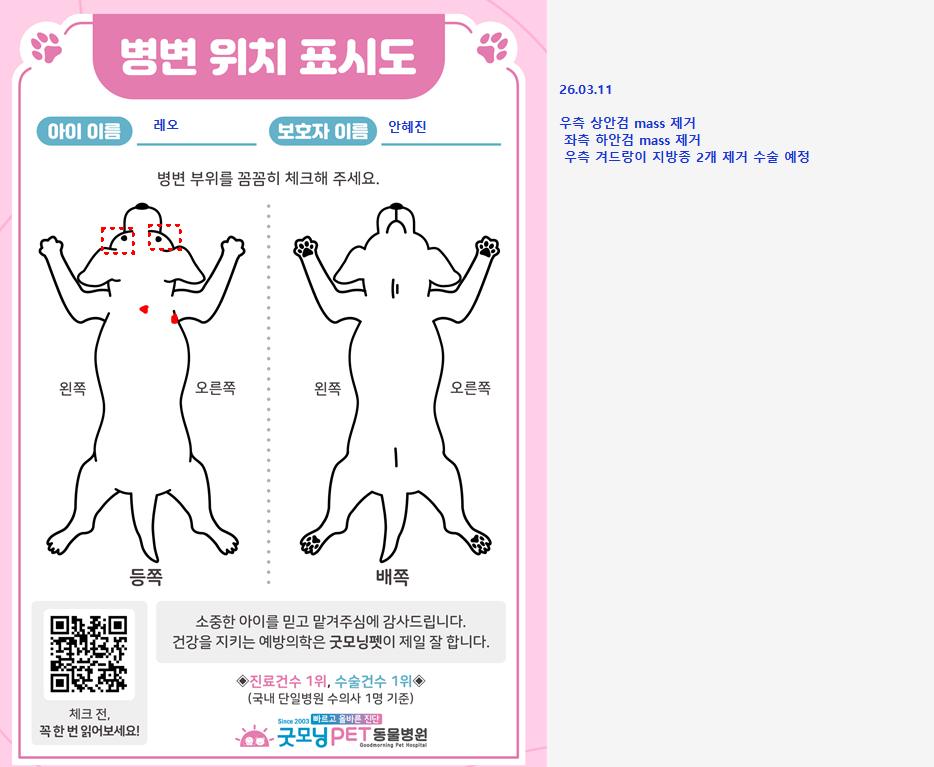 병변 위치 표시도
아이 이름 레오 보호자 이름 안혜진
병변 부위를 꼼꼼히 체크해 주세요.
왼쪽 오른쪽 왼쪽 오른쪽
등쪽 배쪽
소중한 아이를 믿고 맡겨주심에 감사드립니다.
건강을 지키는 예방의학은 굿모닝펫이 제일 잘 합니다.
체크 전,
꼭 한 번 읽어보세요!
◈진료건수 1위, 수술건수 1위◈
(국내 단일병원 수의사 1명 기준)
Since 2003 빠르고 올바른 진단
굿모닝PET동물병원
Goodmorning Pet Hospital
26.03.11
우측 상안검 mass 제거
좌측 하안검 mass 제거
우측 겨드랑이 지방종 2개 제거 수술 예정